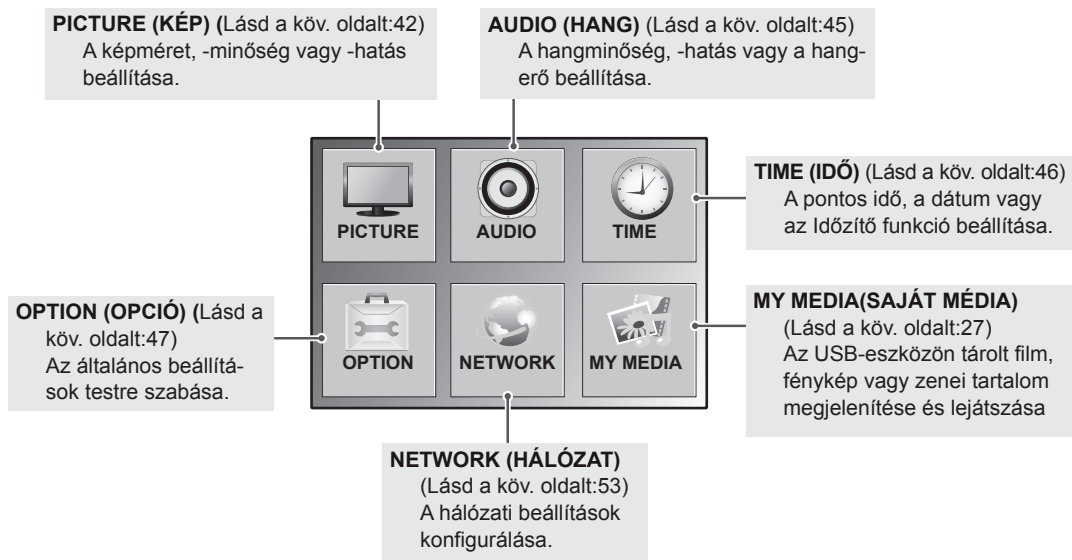 PICTURE (KÉP) (Lásd a köv. oldalt:42)
A képméret, -minőség vagy -hatás
beállítása.
AUDIO (HANG) (Lásd a köv. oldalt:45)
A hangminőség, -hatás vagy a hang-
erő beállítása.
PICTURE
AUDIO
TIME
TIME (IDŐ) (Lásd a köv. oldalt:46)
A pontos idő, a dátum vagy
az Időzítő funkció beállítása.
OPTION (OPCIÓ) (Lásd a
köv. oldalt:47)
Az általános beállítá-
sok testre szabása.
OPTION
NETWORK
MY MEDIA
MY MEDIA(SAJÁT MÉDIA)
(Lásd a köv. oldalt:27)
Az USB-eszközön tárolt film,
fénykép vagy zenei tartalom
megjelenítése és lejátszása
NETWORK (HÁLÓZAT)
(Lásd a köv. oldalt:53)
A hálózati beállítások
konfigurálása.